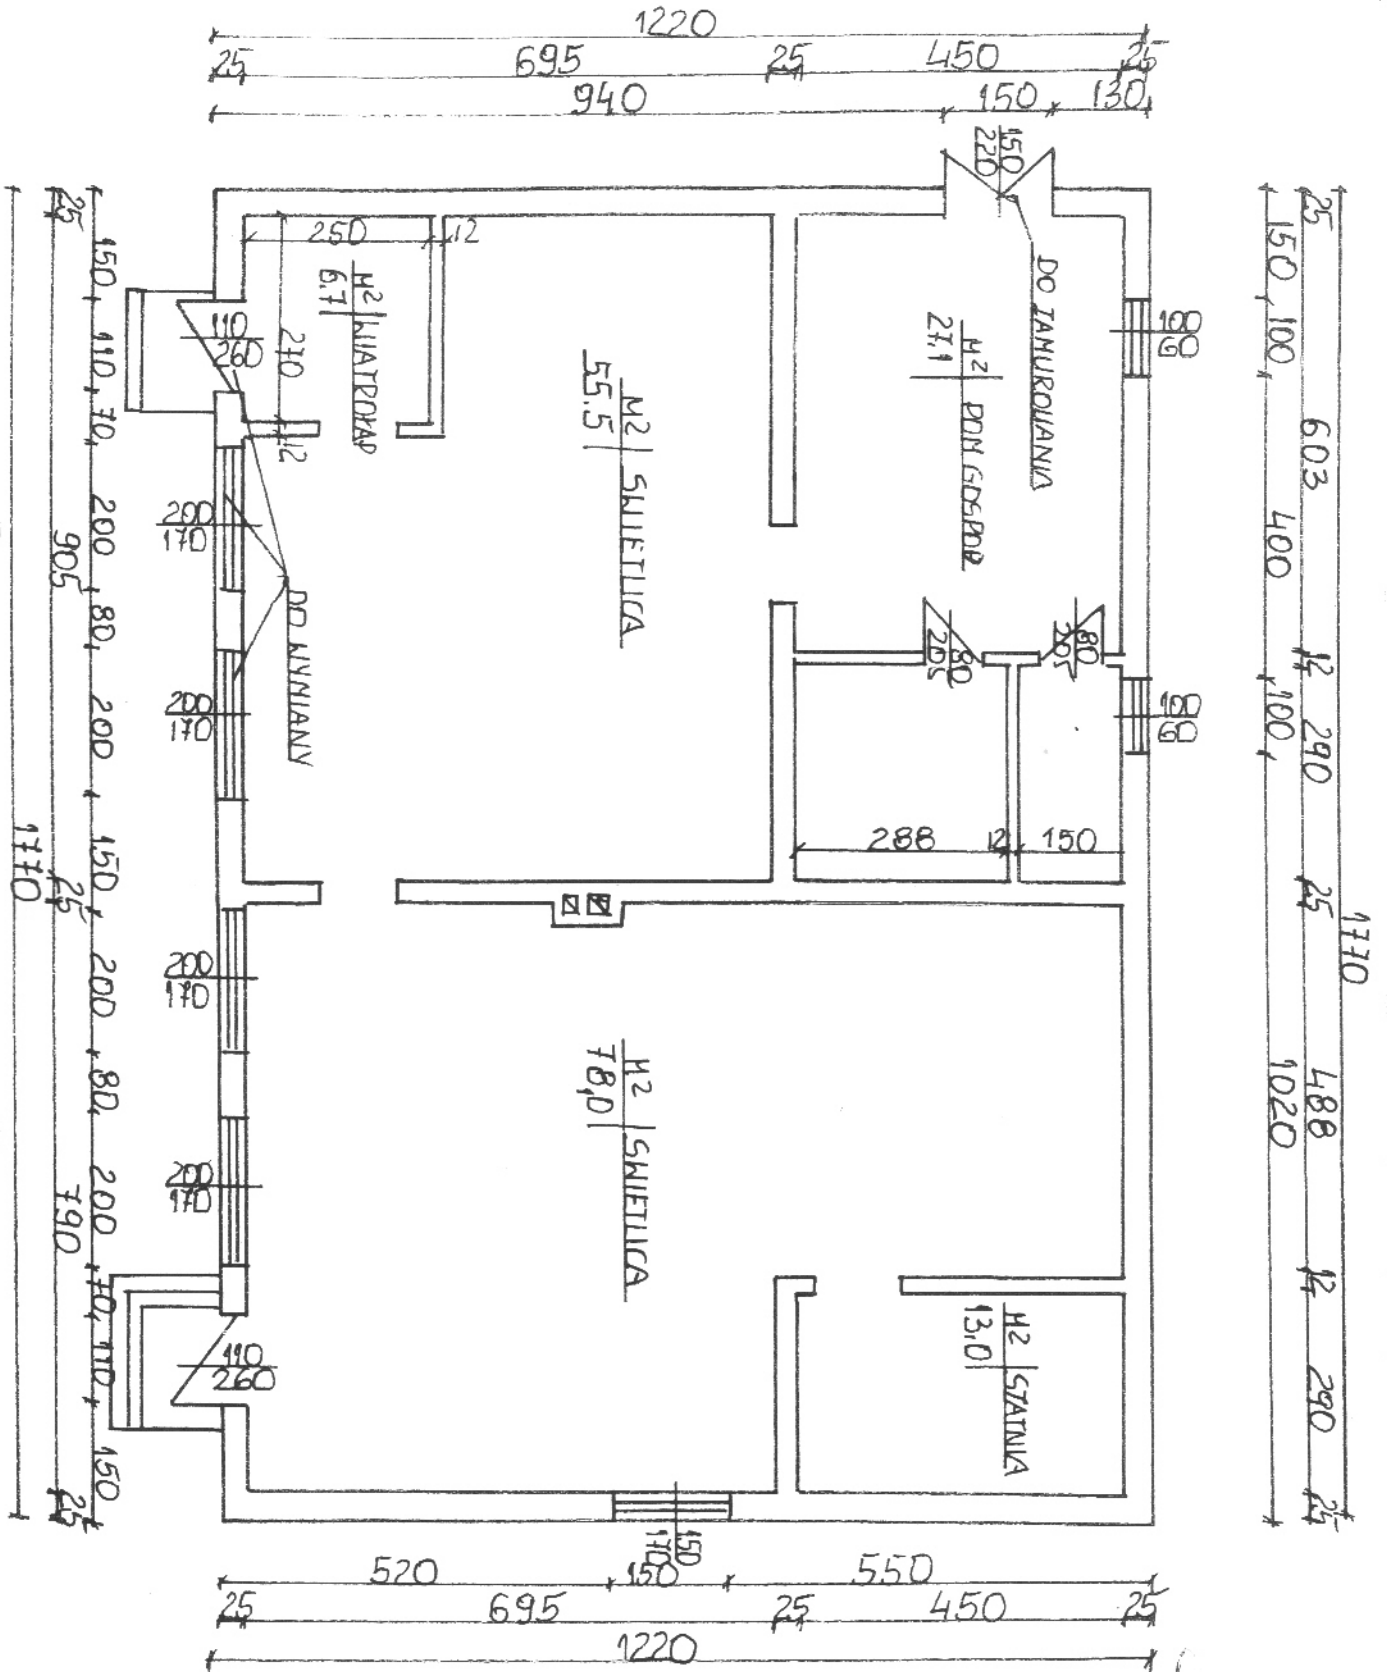 1220
25 695 25 450 25
940 150 130
150
220
DO ZAMUROWANIA
250 12
M²
6.7
WIATROŁAP
270
12
110
260
M²
55.5
ŚWIETLICA
M²
27,1
POM GOSPOD
100
60
200
170
DO WYMIANY
200
170
80
205
80
205
100
60
288 12 150
200
170
M²
78,0
ŚWIETLICA
200
170
110
260
M²
13,0
SZATNIA
150
170
25 150 110 70 200 80 200 150 25 200 80 200 70 110 150 25
905 790
1770
150 100 400 100 1020
25 603 12 290 25 488 12 290 25
1770
520 150 550
25 695 25 450 25
1220